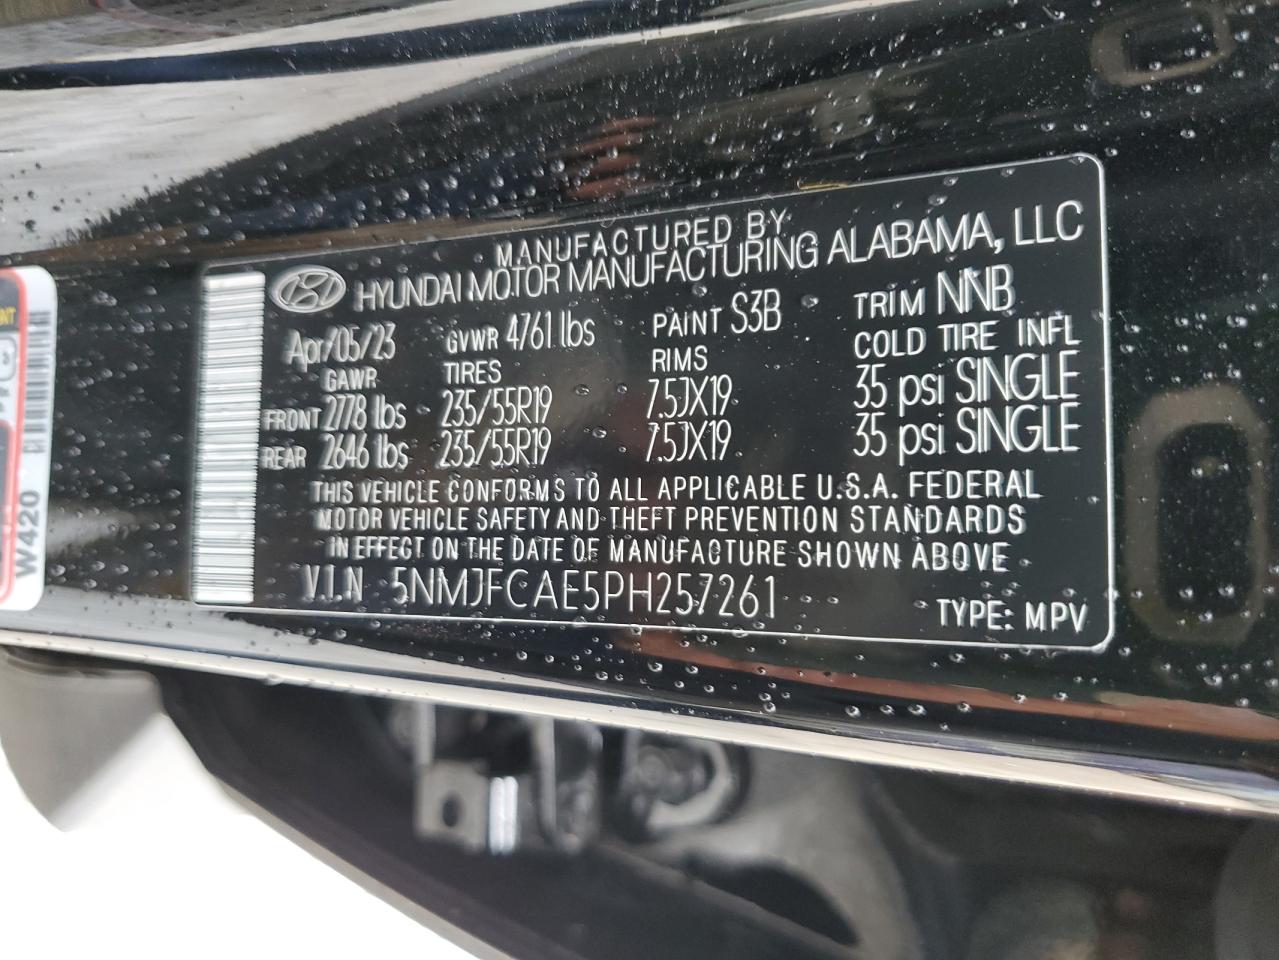 MANUFACTURED BY
HYUNDAI MOTOR MANUFACTURING ALABAMA, LLC
Apr/05/23 GVWR 4761 lbs PAINT S3B TRIM NNB
GAWR TIRES RIMS COLD TIRE INFL
FRONT 2778 lbs 235/55R19 7.5JX19 35 psi SINGLE
REAR 2646 lbs 235/55R19 7.5JX19 35 psi SINGLE
THIS VEHICLE CONFORMS TO ALL APPLICABLE U.S.A. FEDERAL
MOTOR VEHICLE SAFETY AND THEFT PREVENTION STANDARDS
IN EFFECT ON THE DATE OF MANUFACTURE SHOWN ABOVE
V.I.N 5NMJFCAE5PH257261
TYPE: MPV
W420